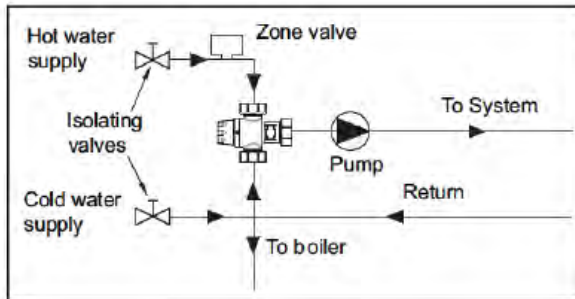 Hot water
supply
Zone valve
To System
Isolating
valves
Pump
Cold water
supply
Return
To boiler